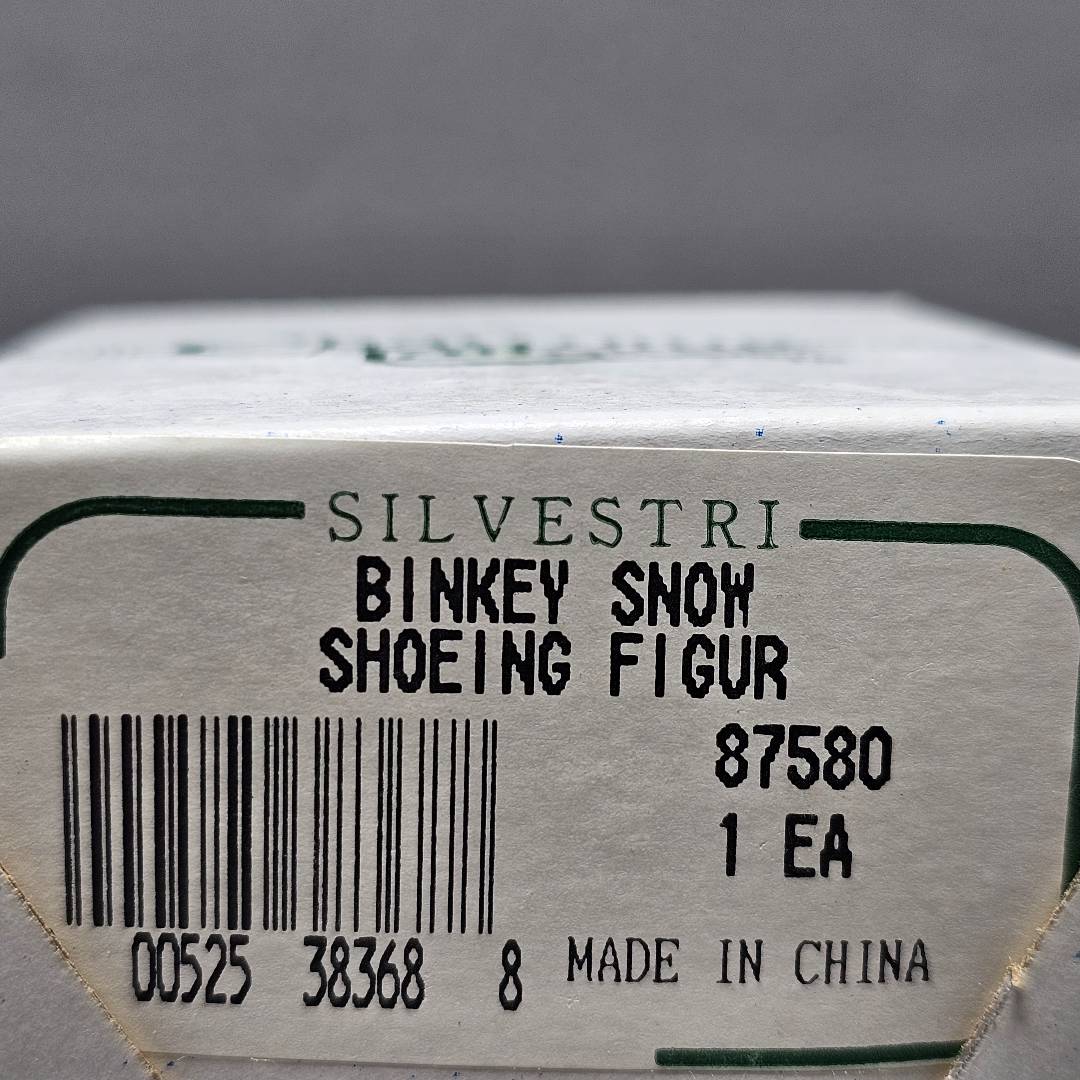 SILVESTRI
BINKEY SNOW
SHOEING FIGUR
87580
1 EA
00525 38368 8
MADE IN CHINA